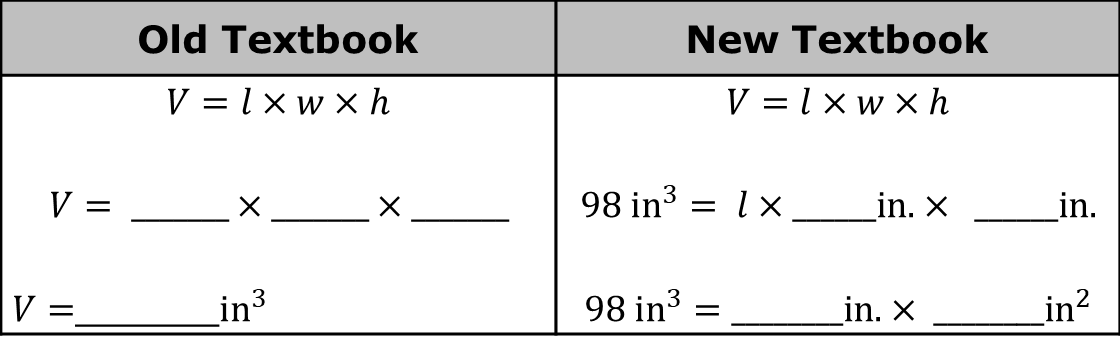 Old Textbook
New Textbook
V = l × w × h
V = l × w × h
V = ______ × ______ × ______
98 in³ = l × _____in. × _____in.
V =_________in³
98 in³ = _______in. × _______in²